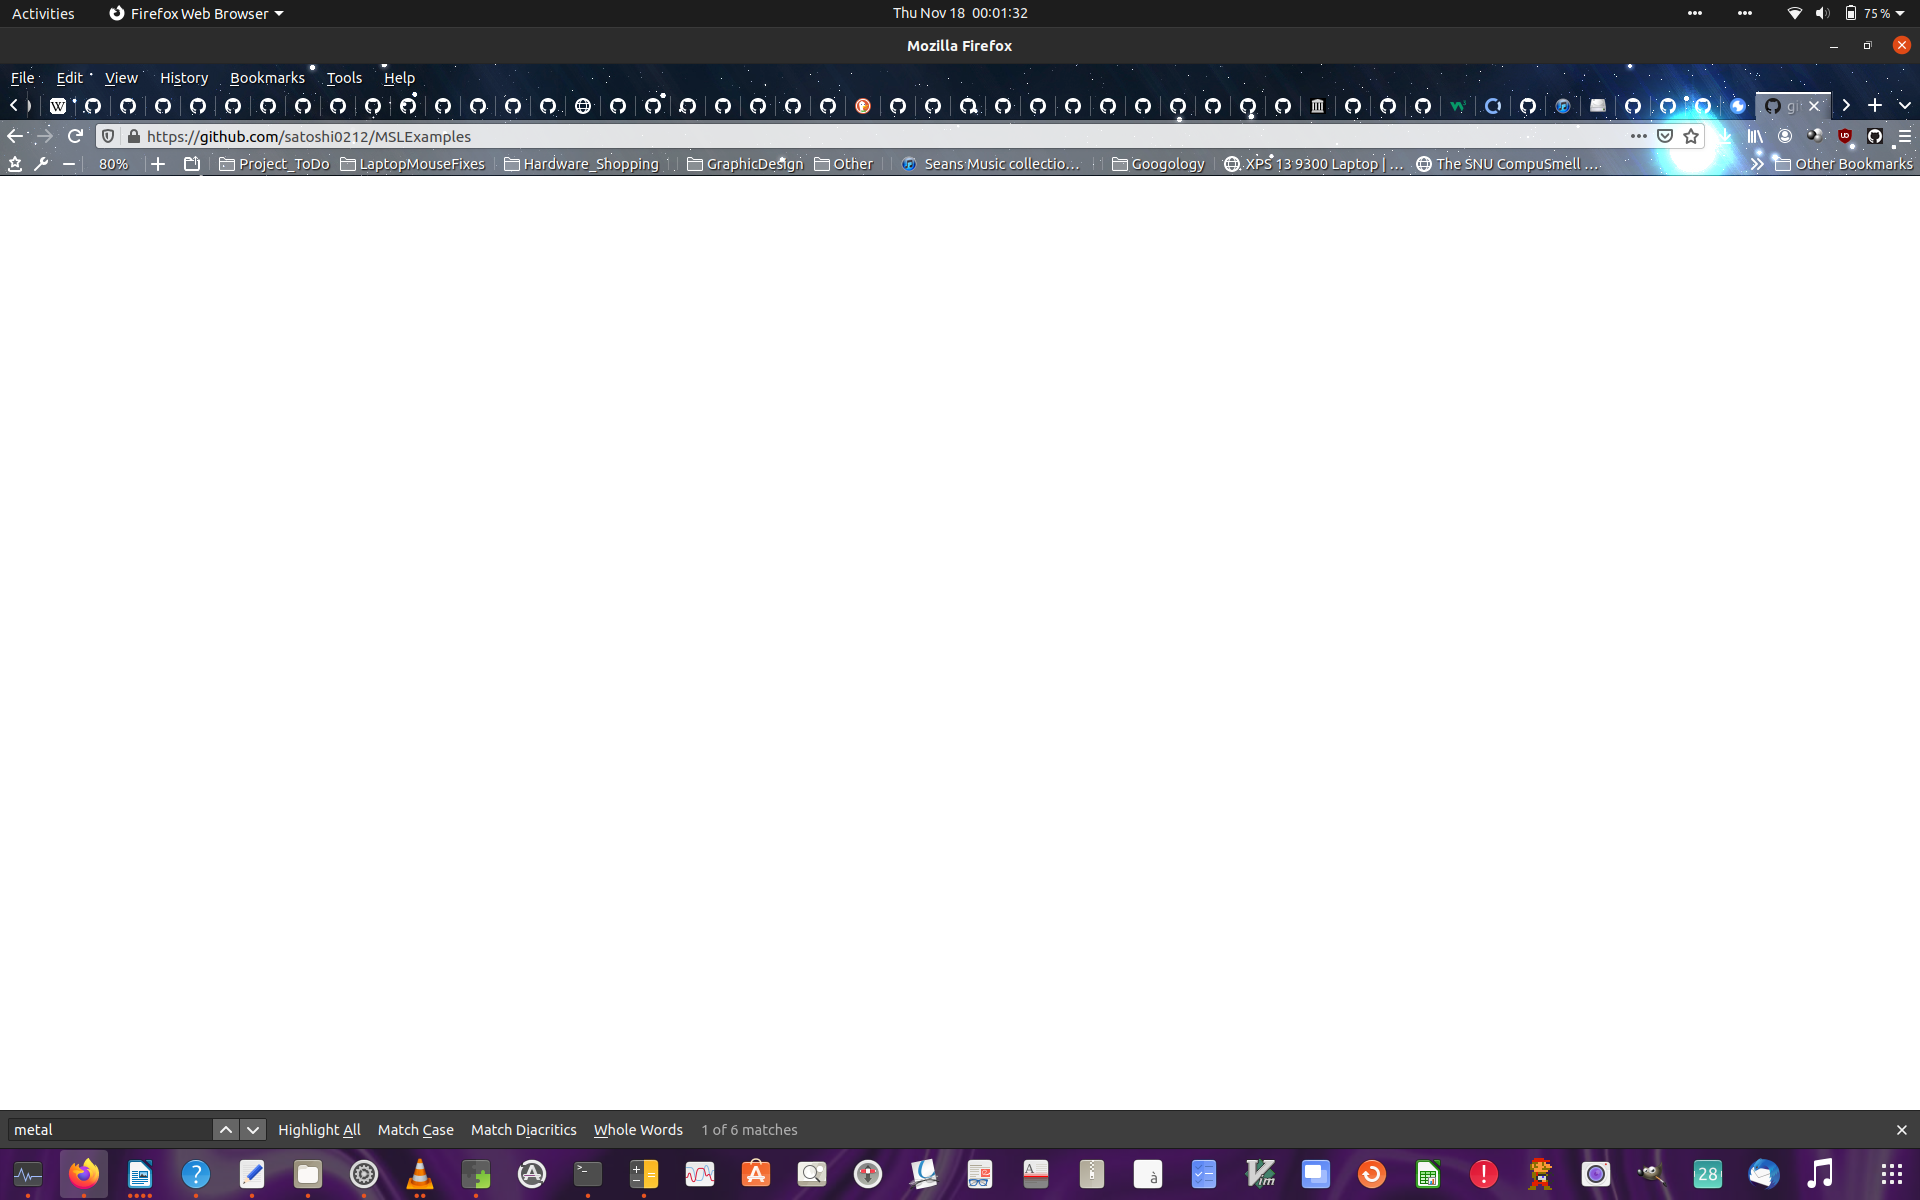 Activities Firefox Web Browser Thu Nov 18 00:01:32 75 %
Mozilla Firefox
File Edit View History Bookmarks Tools Help
https://github.com/satoshi0212/MSLExamples
80% Project_ToDo LaptopMouseFixes Hardware_Shopping GraphicDesign Other Seans Music collectio… Googology XPS 13 9300 Laptop | … The SNU CompuSmell … Other Bookmarks
metal Highlight All Match Case Match Diacritics Whole Words 1 of 6 matches
28